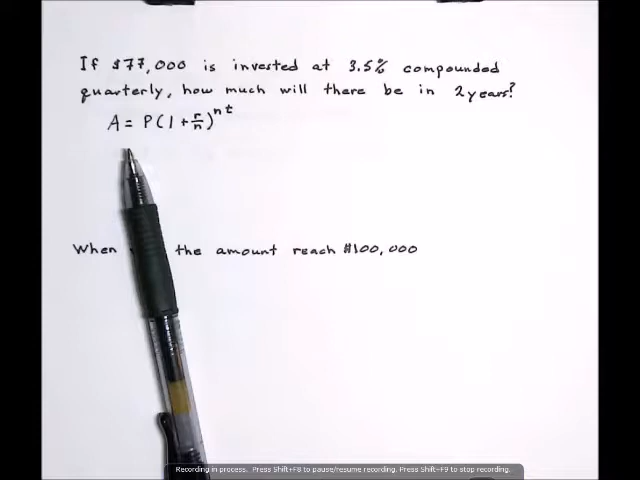 If $77,000 is invested at 3.5% compounded
quarterly, how much will there be in 2 years?
A = P(1 + r/n)^nt
When the amount reach $100,000
Recording in process. Press Shift+F8 to pause/resume recording. Press Shift+F9 to stop recording.